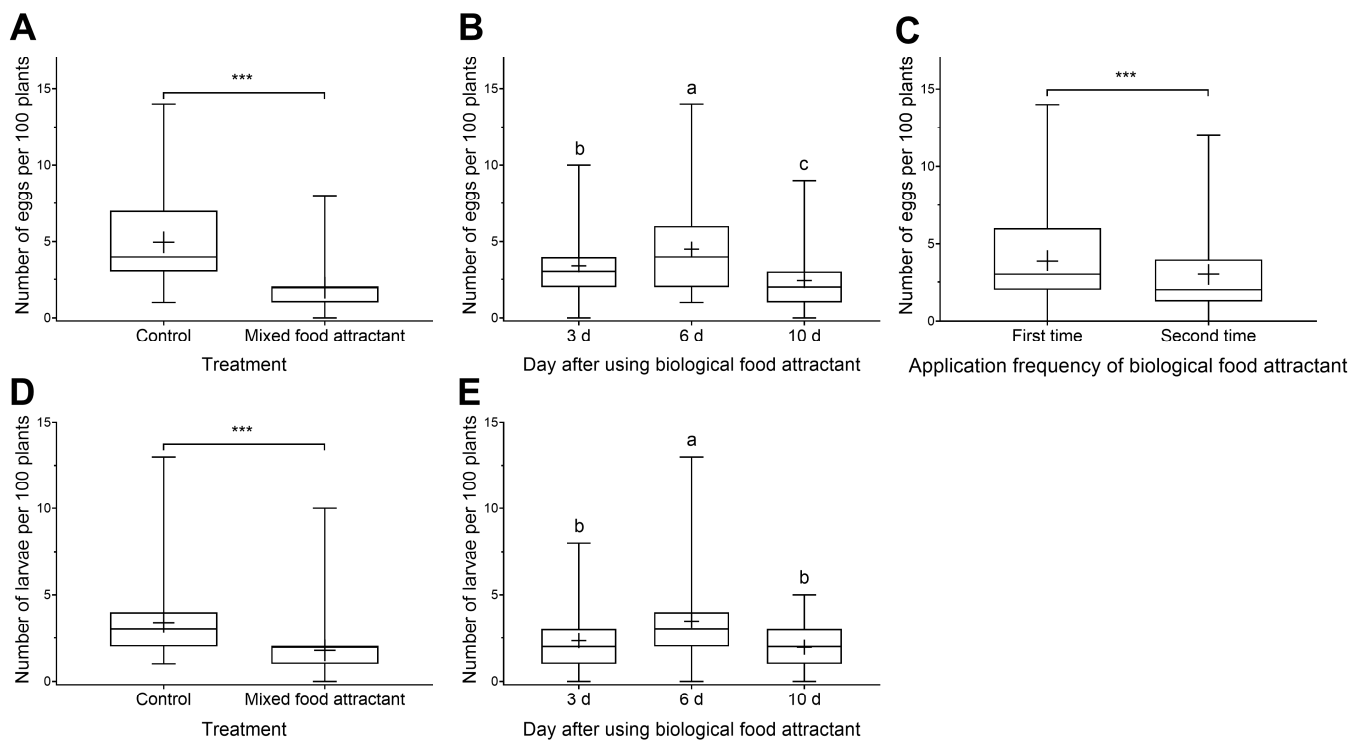 A
Number of eggs per 100 plants
15
10
5
0
***
Control
Mixed food attractant
Treatment
B
Number of eggs per 100 plants
15
10
5
0
b
a
c
3 d
6 d
10 d
Day after using biological food attractant
C
Number of eggs per 100 plants
15
10
5
0
***
First time
Second time
Application frequency of biological food attractant
D
Number of larvae per 100 plants
15
10
5
0
***
Control
Mixed food attractant
Treatment
E
Number of larvae per 100 plants
15
10
5
0
b
a
b
3 d
6 d
10 d
Day after using biological food attractant